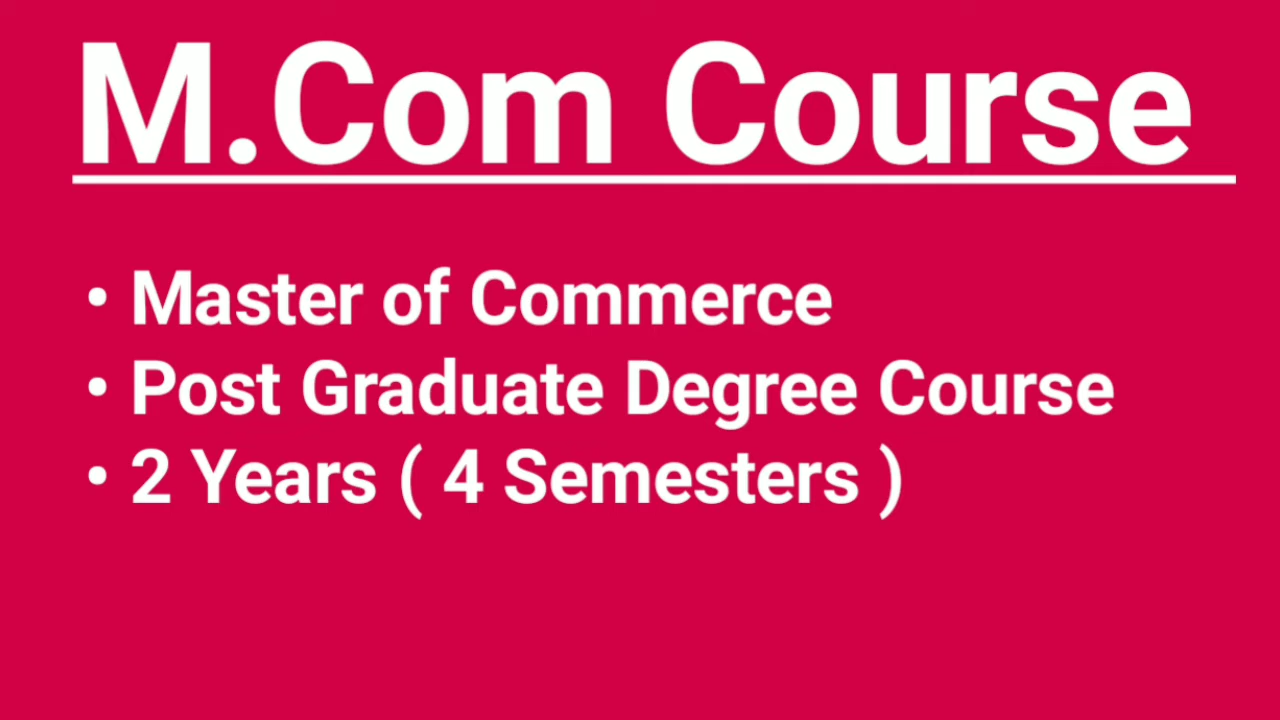 M.Com Course
• Master of Commerce
• Post Graduate Degree Course
• 2 Years ( 4 Semesters )